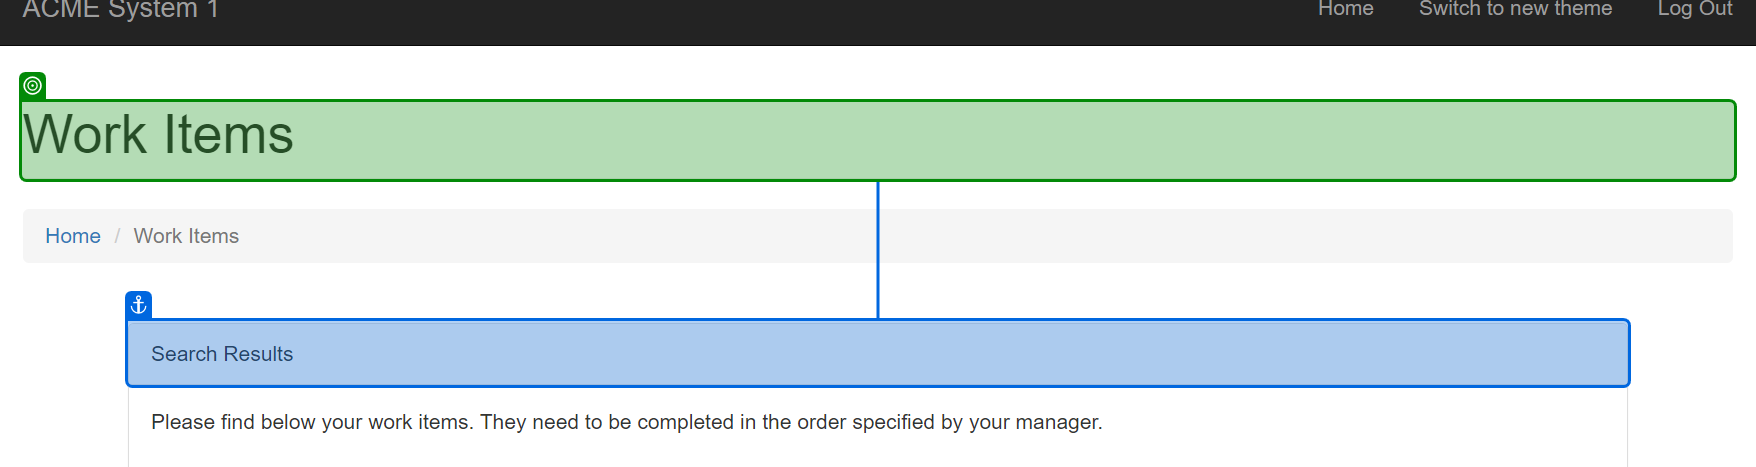 ACME System 1 Home Switch to new theme Log Out
Work Items
Home / Work Items
Search Results
Please find below your work items. They need to be completed in the order specified by your manager.